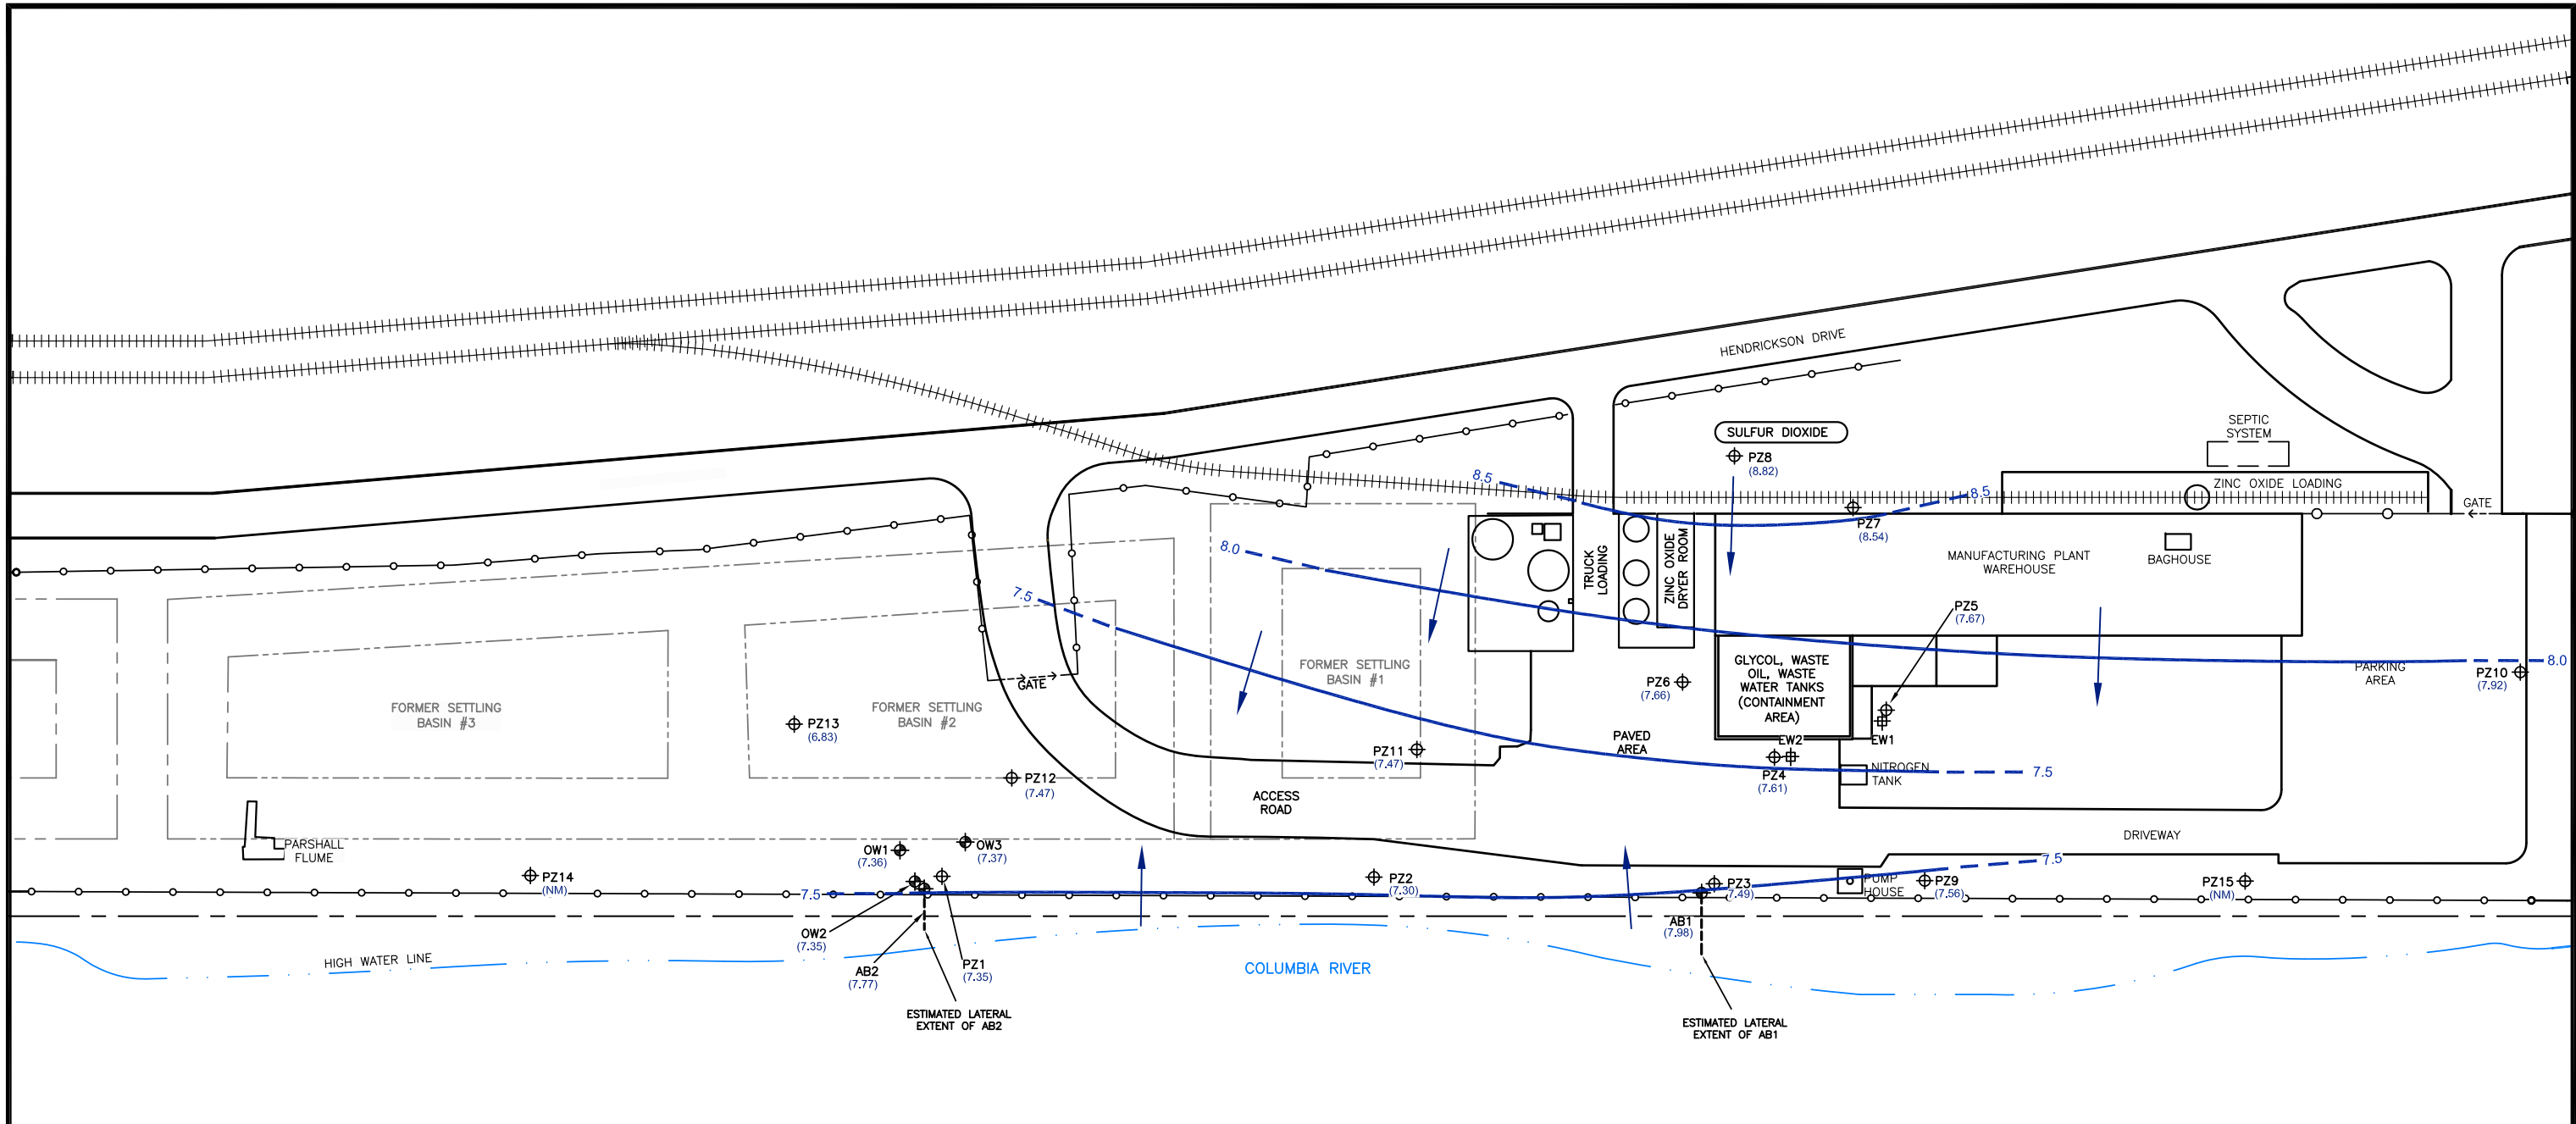 HENDRICKSON DRIVE
SEPTIC
SYSTEM
SULFUR DIOXIDE
PZ8
(8.82)
8.5
8.5
ZINC OXIDE LOADING
GATE
PZ7
(8.54)
8.0
TRUCK
LOADING
ZINC OXIDE
DRYER ROOM
MANUFACTURING PLANT
WAREHOUSE
BAGHOUSE
7.5
PZ5
(7.67)
FORMER SETTLING
BASIN #1
GLYCOL, WASTE
OIL, WASTE
WATER TANKS
(CONTAINMENT
AREA)
8.0
PARKING
AREA
PZ10
(7.92)
PZ6
(7.66)
GATE
FORMER SETTLING
BASIN #3
PZ13
(6.83)
FORMER SETTLING
BASIN #2
PZ11
(7.47)
PAVED
AREA
EW2
EW1
PZ4
(7.61)
NITROGEN
TANK
7.5
PZ12
(7.47)
ACCESS
ROAD
DRIVEWAY
PARSHALL
FLUME
OW1
(7.36)
OW3
(7.37)
7.5
PZ14
(NM)
7.5
PZ2
(7.30)
PZ3
(7.49)
PUMP
HOUSE
PZ9
(7.56)
PZ15
(NM)
OW2
(7.35)
AB1
(7.98)
HIGH WATER LINE
AB2
(7.77)
PZ1
(7.35)
COLUMBIA RIVER
ESTIMATED LATERAL
EXTENT OF AB2
ESTIMATED LATERAL
EXTENT OF AB1